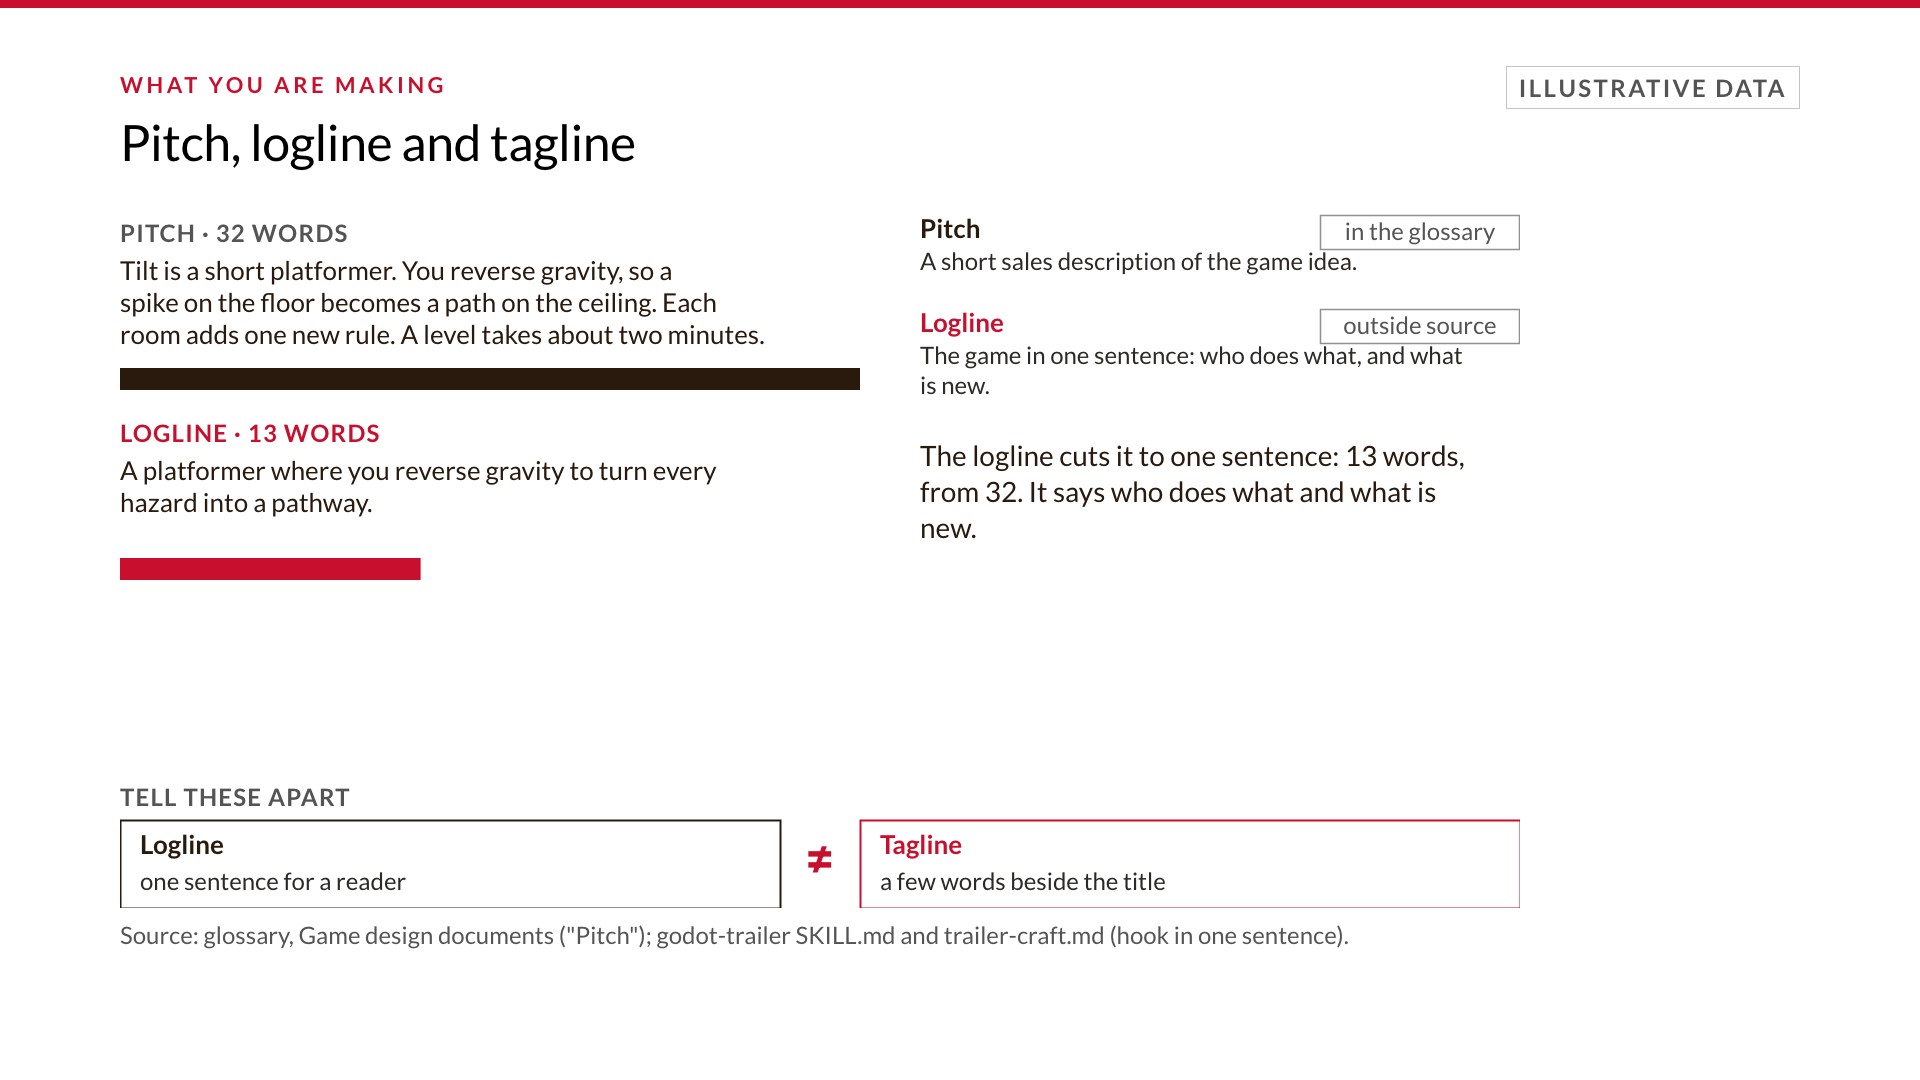 WHAT YOU ARE MAKING
ILLUSTRATIVE DATA
Pitch, logline and tagline
PITCH · 32 WORDS
Tilt is a short platformer. You reverse gravity, so a
spike on the floor becomes a path on the ceiling. Each
room adds one new rule. A level takes about two minutes.
LOGLINE · 13 WORDS
A platformer where you reverse gravity to turn every
hazard into a pathway.
Pitch
in the glossary
A short sales description of the game idea.
Logline
outside source
The game in one sentence: who does what, and what
is new.
The logline cuts it to one sentence: 13 words,
from 32. It says who does what and what is
new.
TELL THESE APART
Logline
one sentence for a reader
≠
Tagline
a few words beside the title
Source: glossary, Game design documents ("Pitch"); godot-trailer SKILL.md and trailer-craft.md (hook in one sentence).